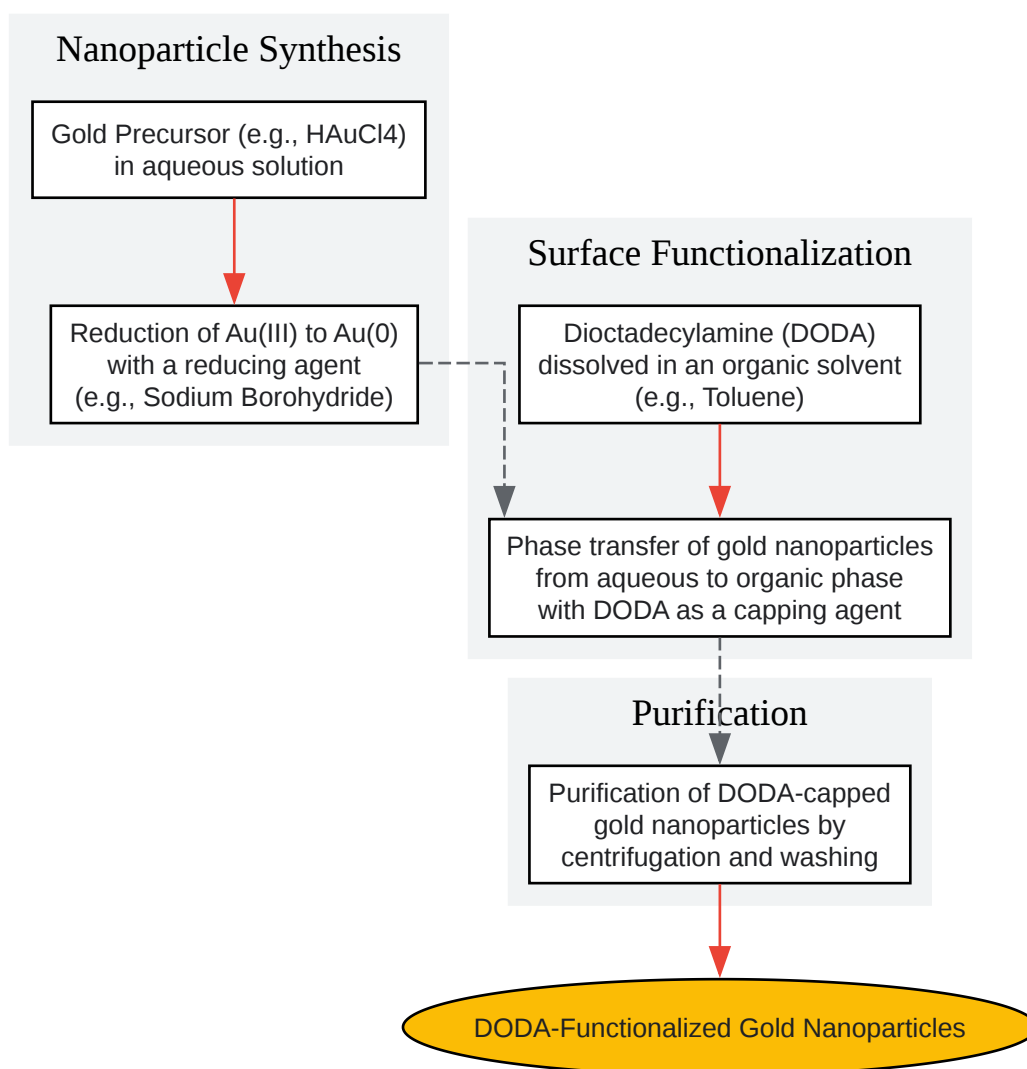 Nanoparticle Synthesis
Gold Precursor (e.g., HAuCl4)
in aqueous solution
Reduction of Au(III) to Au(0)
with a reducing agent
(e.g., Sodium Borohydride)
Surface Functionalization
Dioctadecylamine (DODA)
dissolved in an organic solvent
(e.g., Toluene)
Phase transfer of gold nanoparticles
from aqueous to organic phase
with DODA as a capping agent
Purification
Purification of DODA-capped
gold nanoparticles by
centrifugation and washing
DODA-Functionalized Gold Nanoparticles